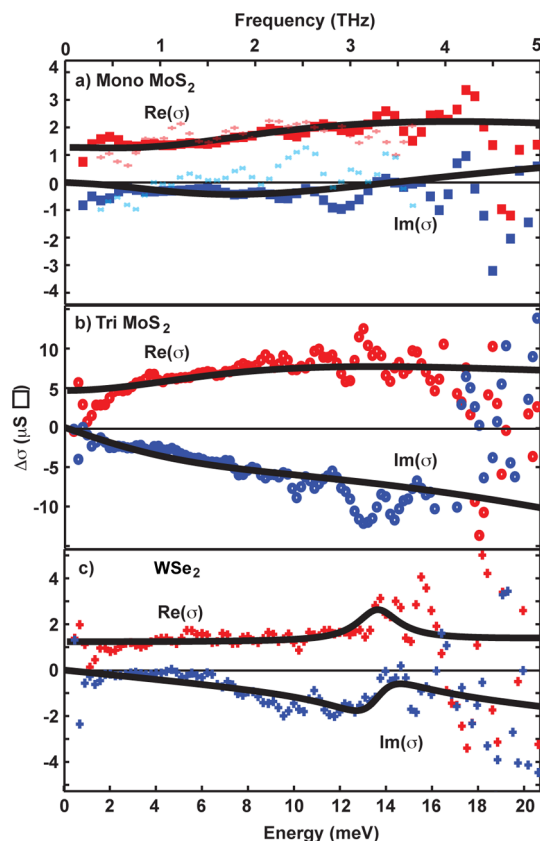 Frequency (THz)
0 1 2 3 4 5
a) Mono MoS₂
Re(σ)
Im(σ)
4
3
2
1
0
-1
-2
-3
-4
b) Tri MoS₂
Re(σ)
Im(σ)
10
5
0
-5
-10
Δσ (μS □)
c) WSe₂
Re(σ)
Im(σ)
4
2
0
-2
-4
0 2 4 6 8 10 12 14 16 18 20
Energy (meV)